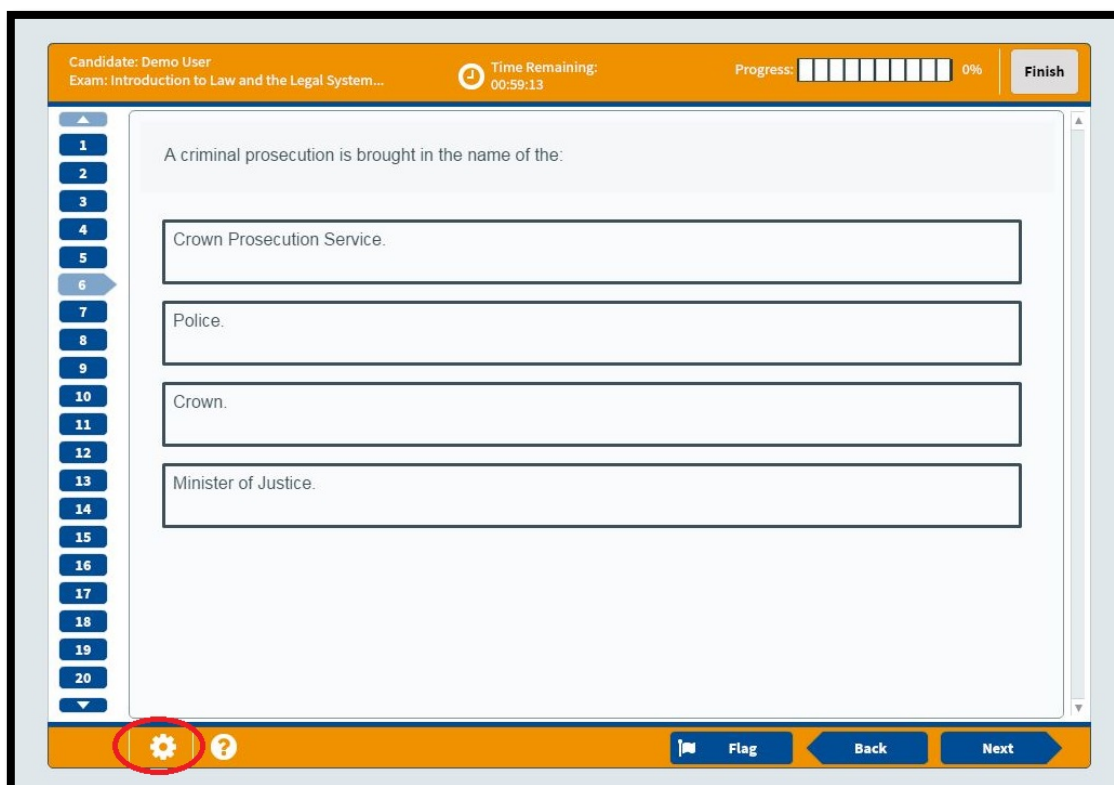 Candidate: Demo User
Exam: Introduction to Law and the Legal System...
Time Remaining:
00:59:13
Progress:
0%
Finish
1
2
3
4
5
6
7
8
9
10
11
12
13
14
15
16
17
18
19
20
A criminal prosecution is brought in the name of the:
Crown Prosecution Service.
Police.
Crown.
Minister of Justice.
?
Flag
Back
Next